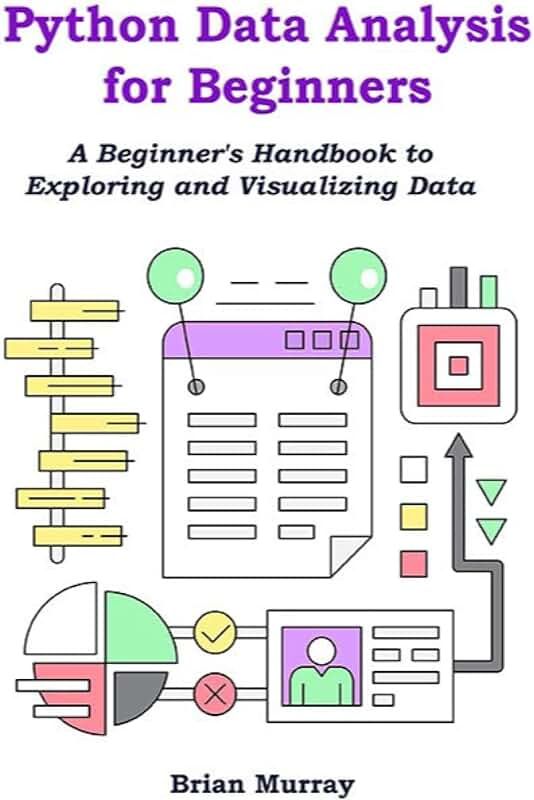 Python Data Analysis
for Beginners
A Beginner's Handbook to
Exploring and Visualizing Data
Brian Murray